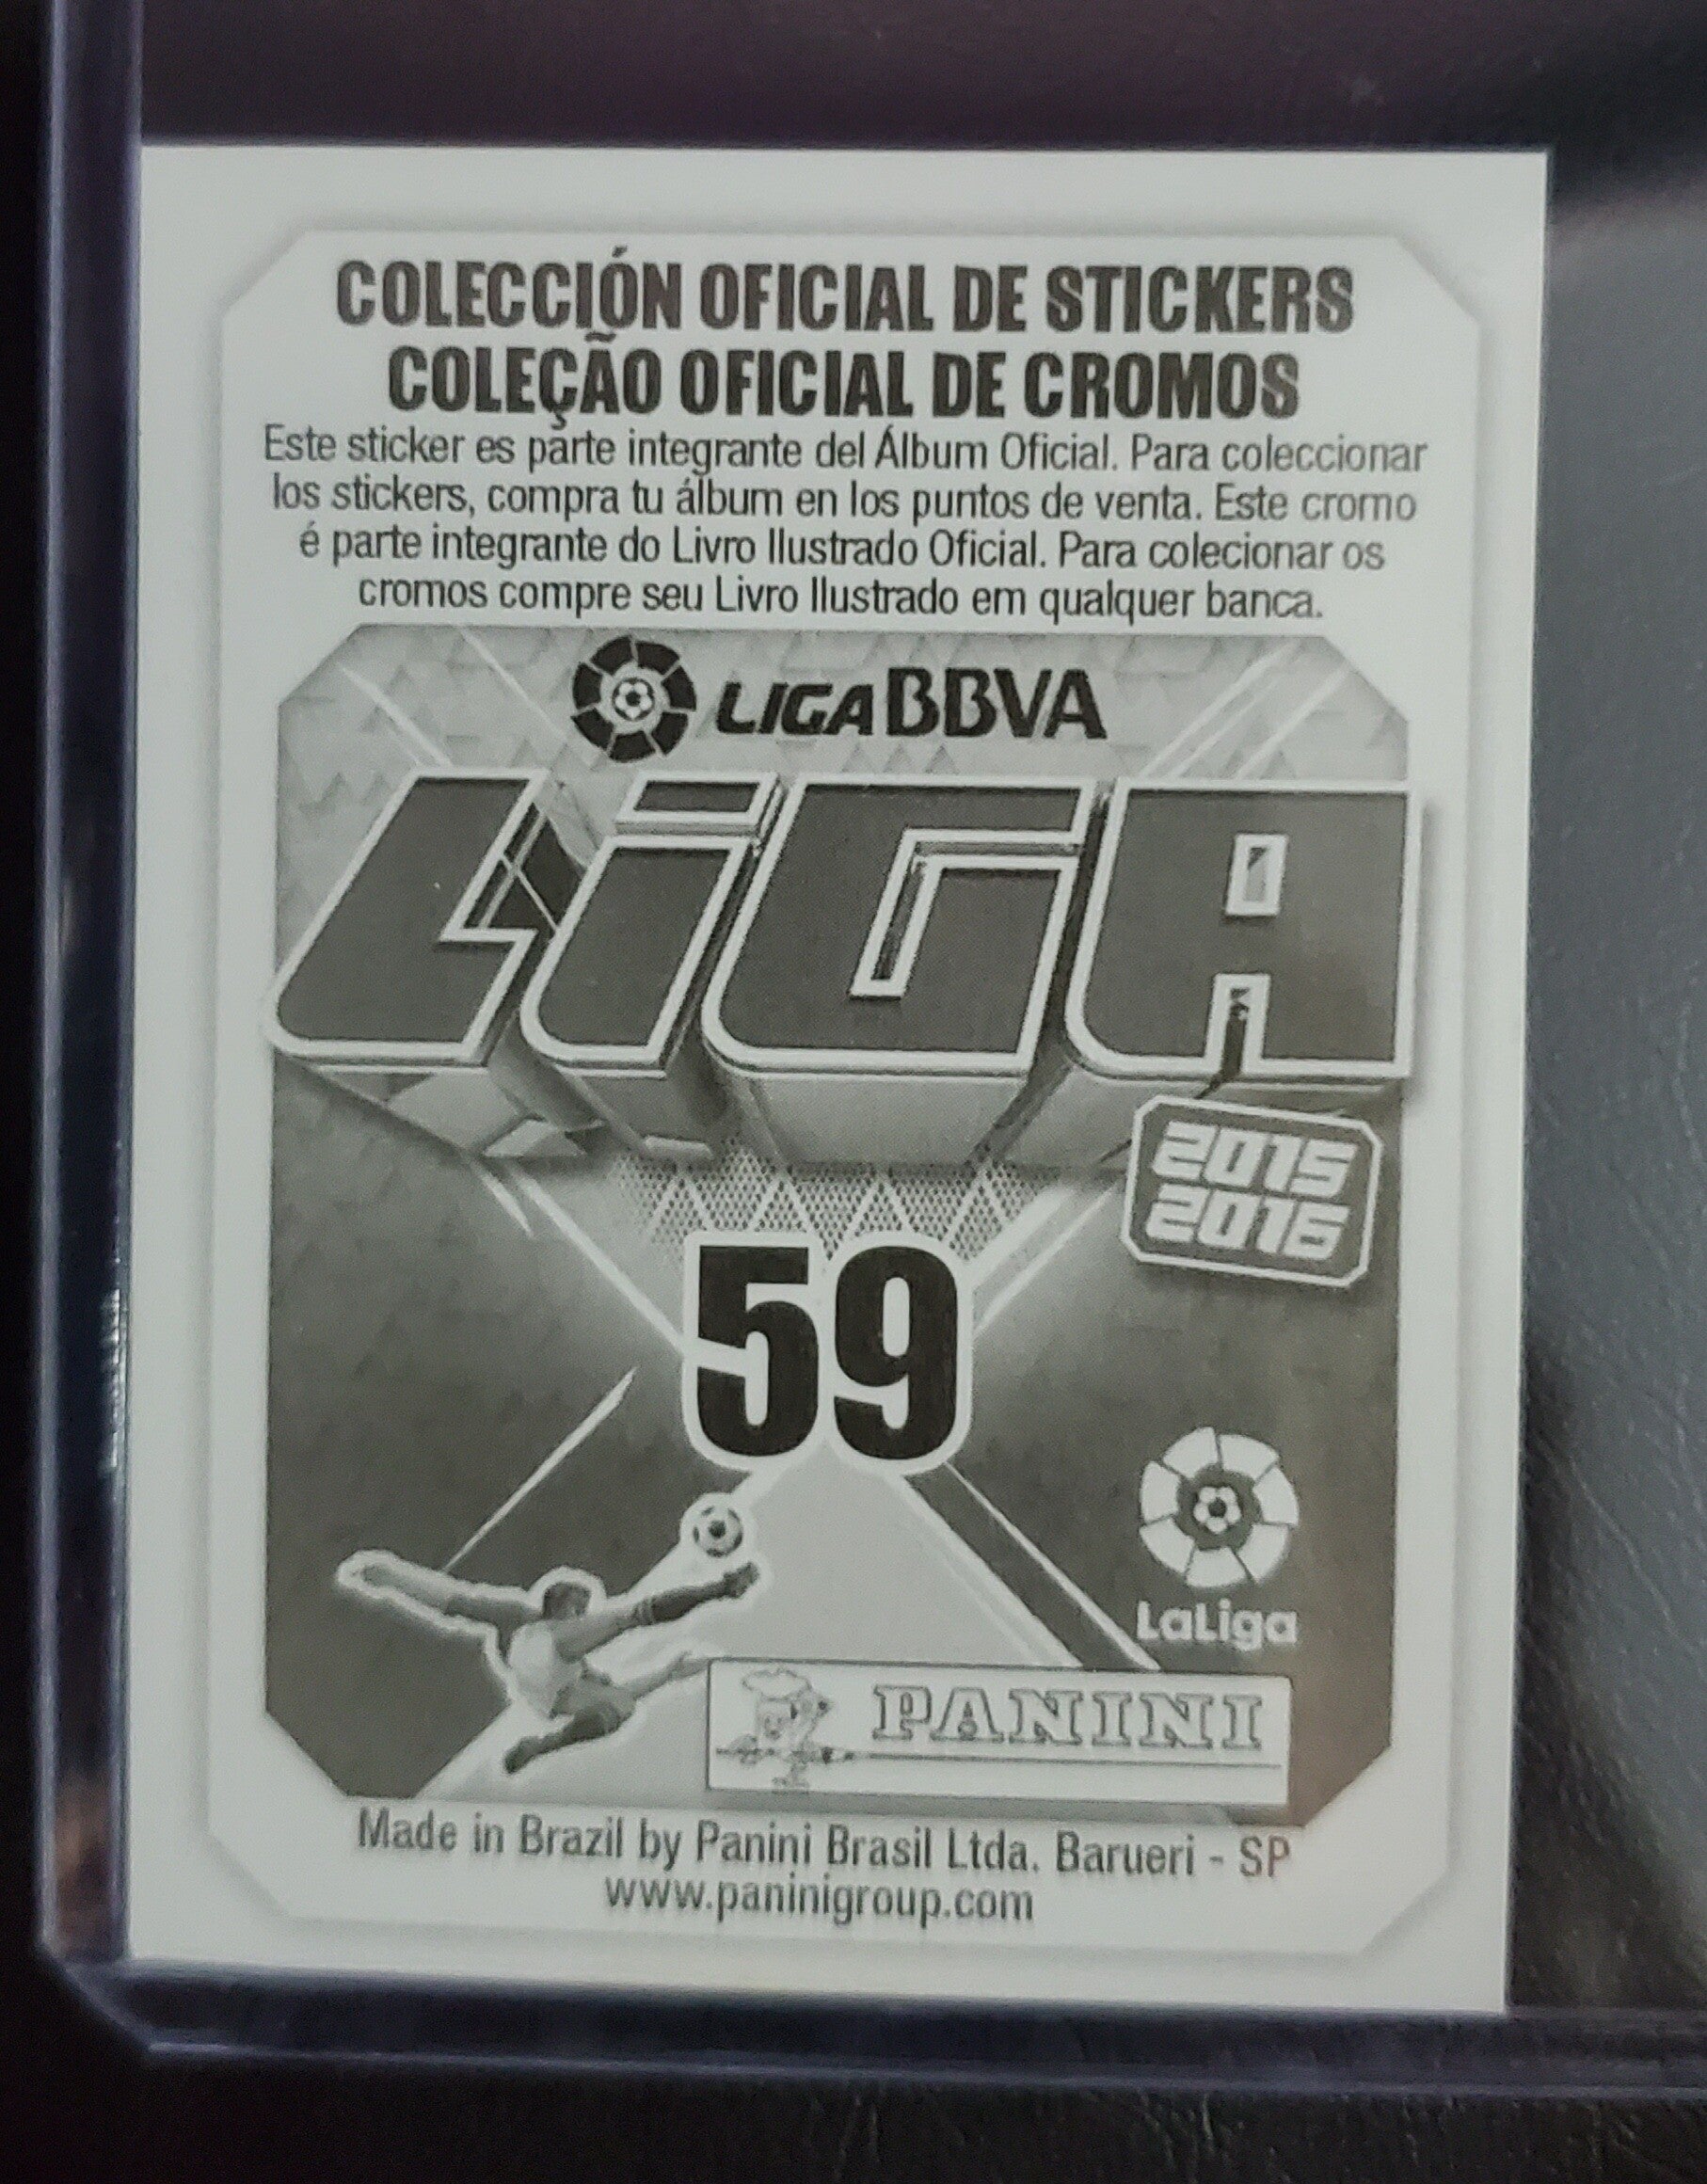 COLECCIÓN OFICIAL DE STICKERS
COLEÇÃO OFICIAL DE CROMOS
Este sticker es parte integrante del Álbum Oficial. Para coleccionar
los stickers, compra tu álbum en los puntos de venta. Este cromo
é parte integrante do Livro Ilustrado Oficial. Para colecionar os
cromos compre seu Livro Ilustrado em qualquer banca.
LIGA BBVA
LiGA
2015
2016
59
LaLiga
PANINI
Made in Brazil by Panini Brasil Ltda. Barueri - SP
www.paninigroup.com